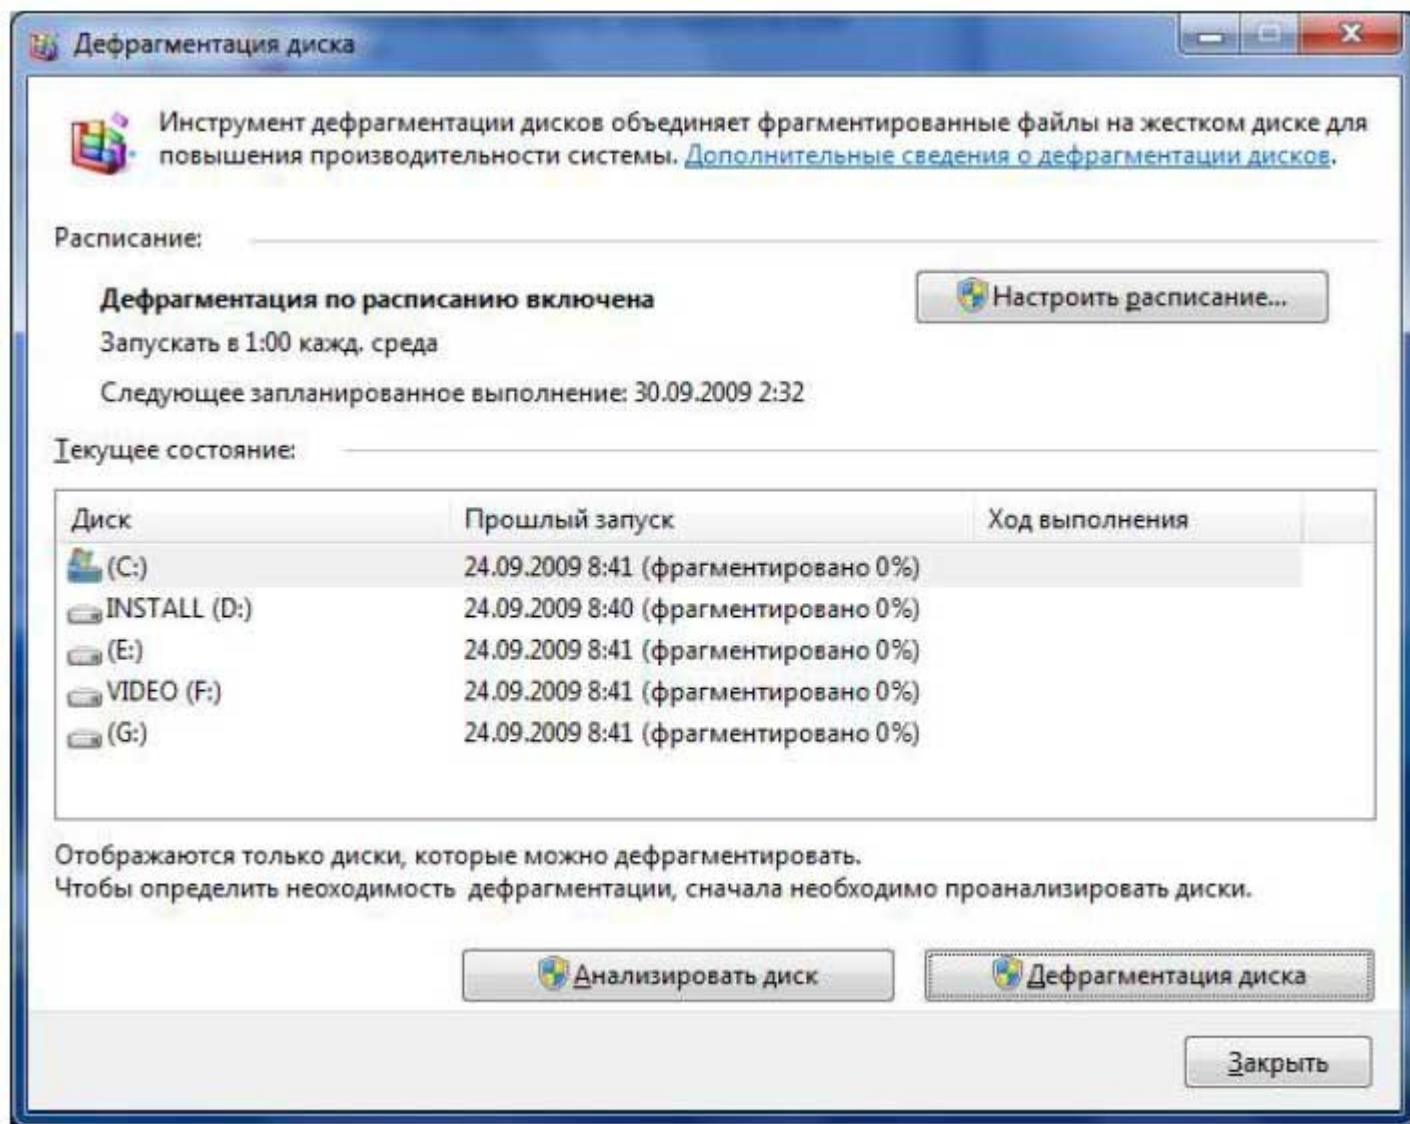 Дефрагментация диска
Инструмент дефрагментации дисков объединяет фрагментированные файлы на жестком диске для
повышения производительности системы. Дополнительные сведения о дефрагментации дисков.
Расписание:
Дефрагментация по расписанию включена
Настроить расписание...
Запускать в 1:00 кажд. среда
Следующее запланированное выполнение: 30.09.2009 2:32
Текущее состояние:
Диск Прошлый запуск Ход выполнения
(C:) 24.09.2009 8:41 (фрагментировано 0%)
INSTALL (D:) 24.09.2009 8:40 (фрагментировано 0%)
(E:) 24.09.2009 8:41 (фрагментировано 0%)
VIDEO (F:) 24.09.2009 8:41 (фрагментировано 0%)
(G:) 24.09.2009 8:41 (фрагментировано 0%)
Отображаются только диски, которые можно дефрагментировать.
Чтобы определить неоходимость дефрагментации, сначала необходимо проанализировать диски.
Анализировать диск Дефрагментация диска
Закрыть